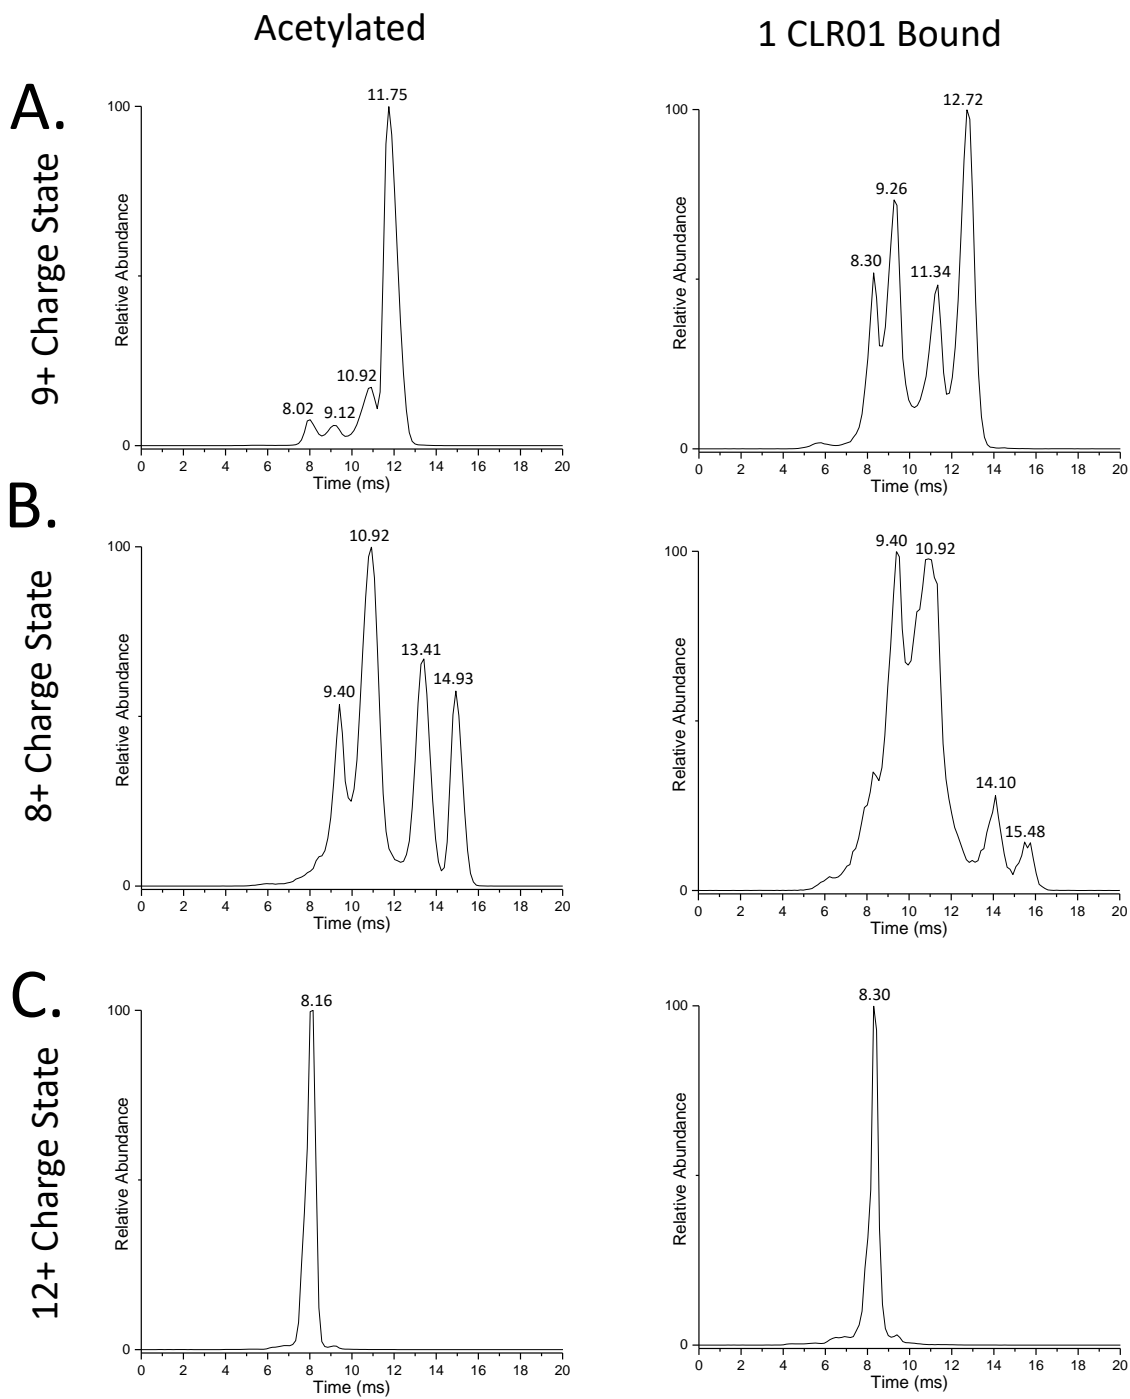 Acetylated
1 CLR01 Bound
A.
9+ Charge State
100
0
Relative Abundance
8.02
9.12
10.92
11.75
0 2 4 6 8 10 12 14 16 18 20
Time (ms)
100
0
Relative Abundance
8.30
9.26
11.34
12.72
0 2 4 6 8 10 12 14 16 18 20
Time (ms)
B.
8+ Charge State
100
0
Relative Abundance
9.40
10.92
13.41
14.93
0 2 4 6 8 10 12 14 16 18 20
Time (ms)
100
0
Relative Abundance
9.40
10.92
14.10
15.48
0 2 4 6 8 10 12 14 16 18 20
Time (ms)
C.
12+ Charge State
100
0
Relative Abundance
8.16
0 2 4 6 8 10 12 14 16 18 20
Time (ms)
100
0
Relative Abundance
8.30
0 2 4 6 8 10 12 14 16 18 20
Time (ms)